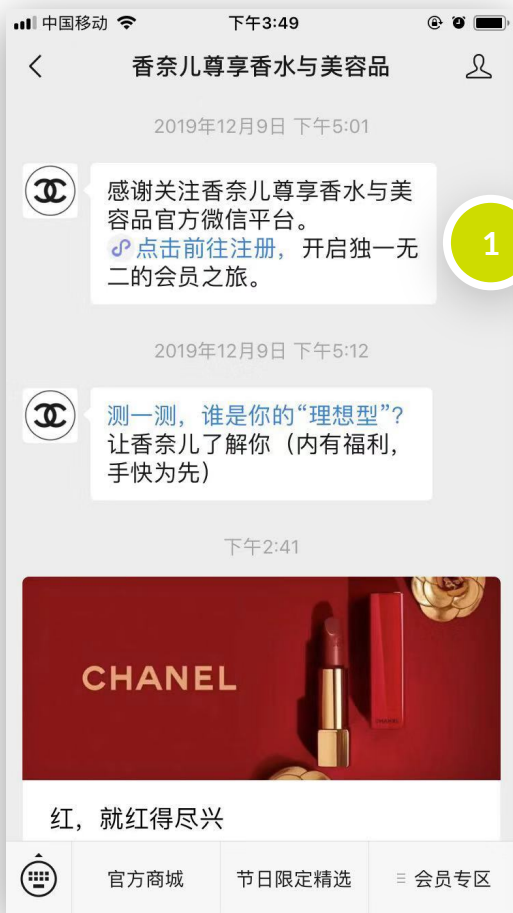 中国移动 下午3:49
香奈儿尊享香水与美容品
2019年12月9日 下午5:01
感谢关注香奈儿尊享香水与美
容品官方微信平台。
点击前往注册，开启独一无
二的会员之旅。
1
2019年12月9日 下午5:12
测一测，谁是你的“理想型”？
让香奈儿了解你（内有福利，
手快为先）
下午2:41
CHANEL
CHANEL
红，就红得尽兴
官方商城 节日限定精选 会员专区